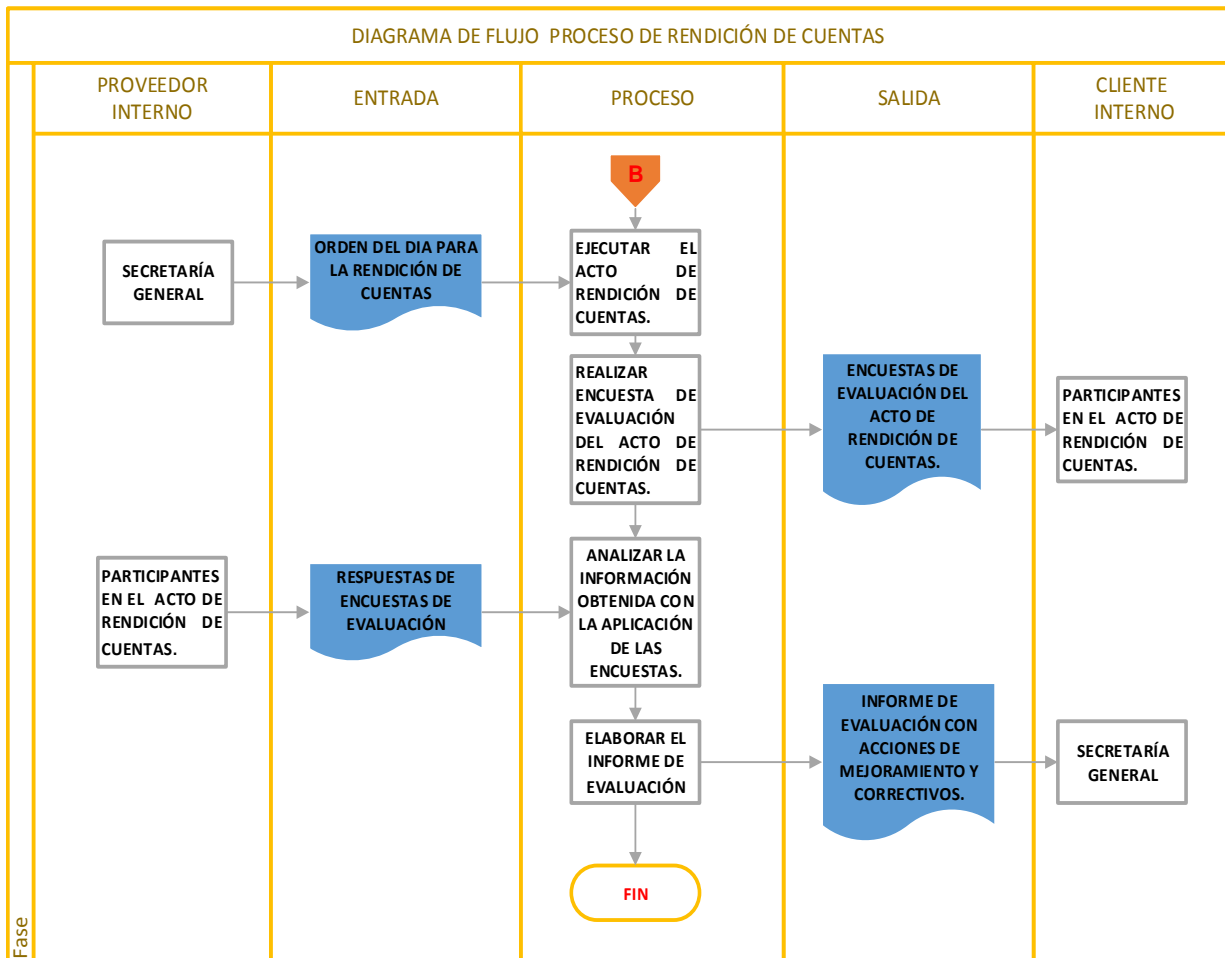 DIAGRAMA DE FLUJO PROCESO DE RENDICIÓN DE CUENTAS
PROVEEDOR
INTERNO
ENTRADA
PROCESO
SALIDA
CLIENTE
INTERNO
B
SECRETARÍA
GENERAL
ORDEN DEL DIA PARA
LA RENDICIÓN DE
CUENTAS
EJECUTAR EL
ACTO DE
RENDICIÓN DE
CUENTAS.
REALIZAR
ENCUESTA DE
EVALUACIÓN
DEL ACTO DE
RENDICIÓN DE
CUENTAS.
ENCUESTAS DE
EVALUACIÓN DEL
ACTO DE
RENDICIÓN DE
CUENTAS.
PARTICIPANTES
EN EL ACTO DE
RENDICIÓN DE
CUENTAS.
PARTICIPANTES
EN EL ACTO DE
RENDICIÓN DE
CUENTAS.
RESPUESTAS DE
ENCUESTAS DE
EVALUACIÓN
ANALIZAR LA
INFORMACIÓN
OBTENIDA CON
LA APLICACIÓN
DE LAS
ENCUESTAS.
ELABORAR EL
INFORME DE
EVALUACIÓN
INFORME DE
EVALUACIÓN CON
ACCIONES DE
MEJORAMIENTO Y
CORRECTIVOS.
SECRETARÍA
GENERAL
FIN
Fase